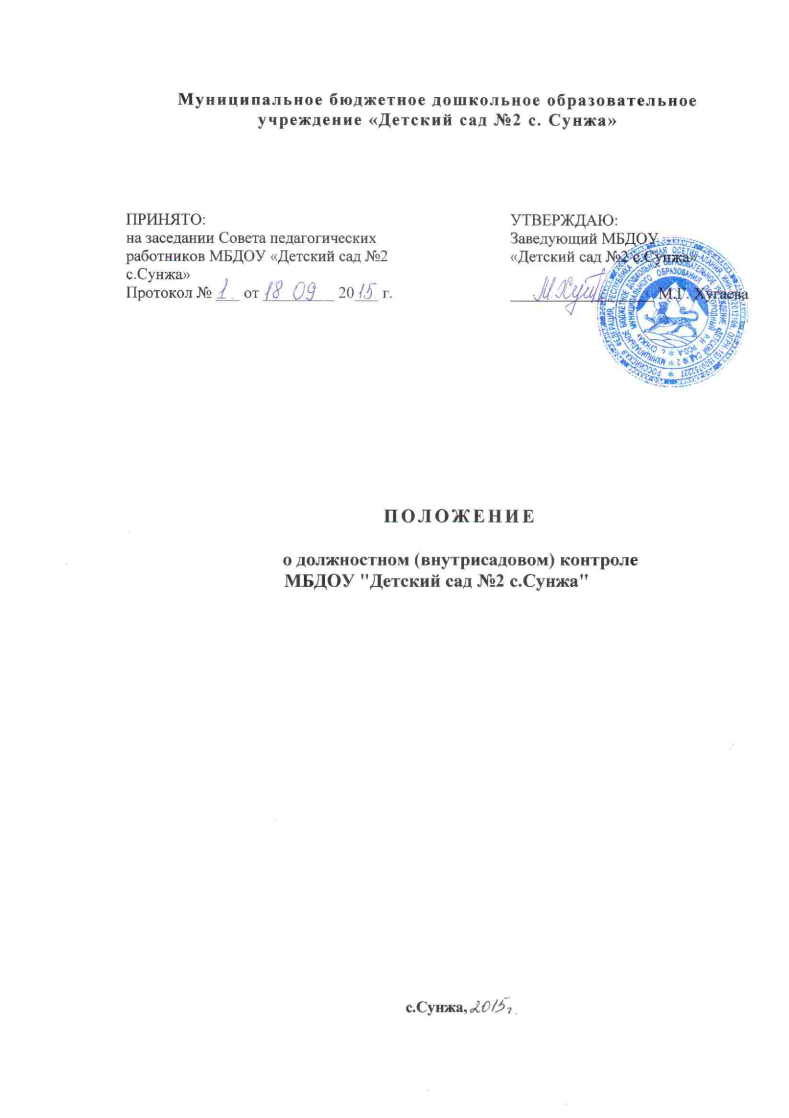 Муниципальное бюджетное дошкольное образовательное
учреждение «Детский сад №2 с. Сунжа»
ПРИНЯТО:
на заседании Совета педагогических
работников МБДОУ «Детский сад №2
с.Сунжа»
Протокол № 1 от 18 09 2015 г.
УТВЕРЖДАЮ:
Заведующий МБДОУ
«Детский сад №2 с.Сунжа»
М.Г. Хугаева
ПОЛОЖЕНИЕ
о должностном (внутрисадовом) контроле
МБДОУ "Детский сад №2 с.Сунжа"
с.Сунжа, 2015г.